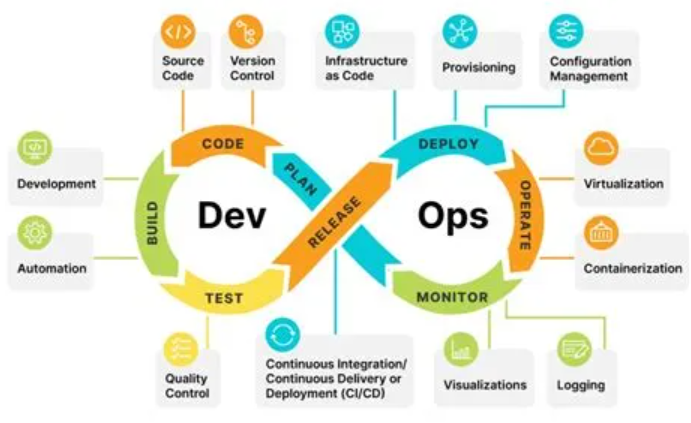 Source
Code
Version
Control
Infrastructure
as Code
Provisioning
Configuration
Management
CODE
PLAN
DEPLOY
Development
BUILD
Dev
RELEASE
Ops
OPERATE
Virtualization
Automation
Containerization
TEST
MONITOR
Quality
Control
Continuous Integration/
Continuous Delivery or
Deployment (CI/CD)
Visualizations
Logging